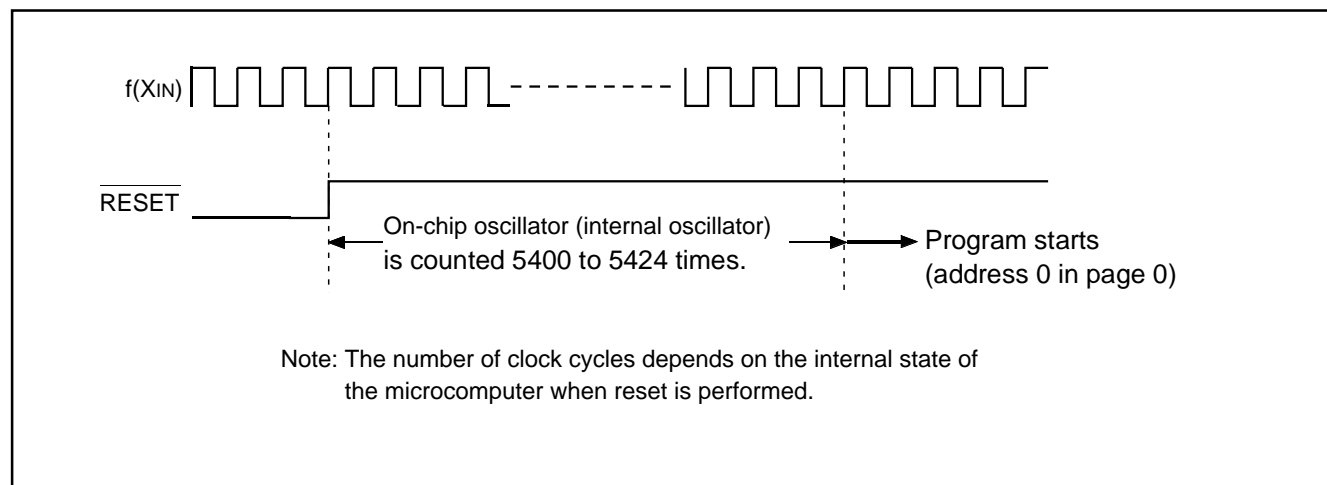 f(XIN)
RESET
On-chip oscillator (internal oscillator)
is counted 5400 to 5424 times.
Program starts
(address 0 in page 0)
Note: The number of clock cycles depends on the internal state of
the microcomputer when reset is performed.